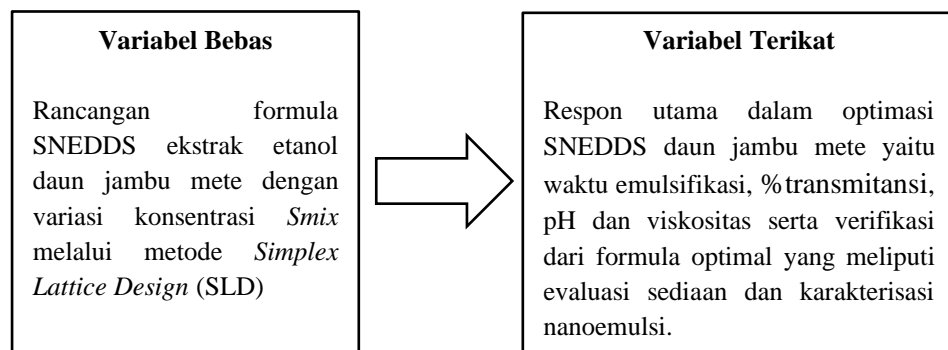 Variabel Bebas
Rancangan formula
SNEDDS ekstrak etanol
daun jambu mete dengan
variasi konsentrasi Smix
melalui metode Simplex
Lattice Design (SLD)
Variabel Terikat
Respon utama dalam optimasi
SNEDDS daun jambu mete yaitu
waktu emulsifikasi, %transmitansi,
pH dan viskositas serta verifikasi
dari formula optimal yang meliputi
evaluasi sediaan dan karakterisasi
nanoemulsi.